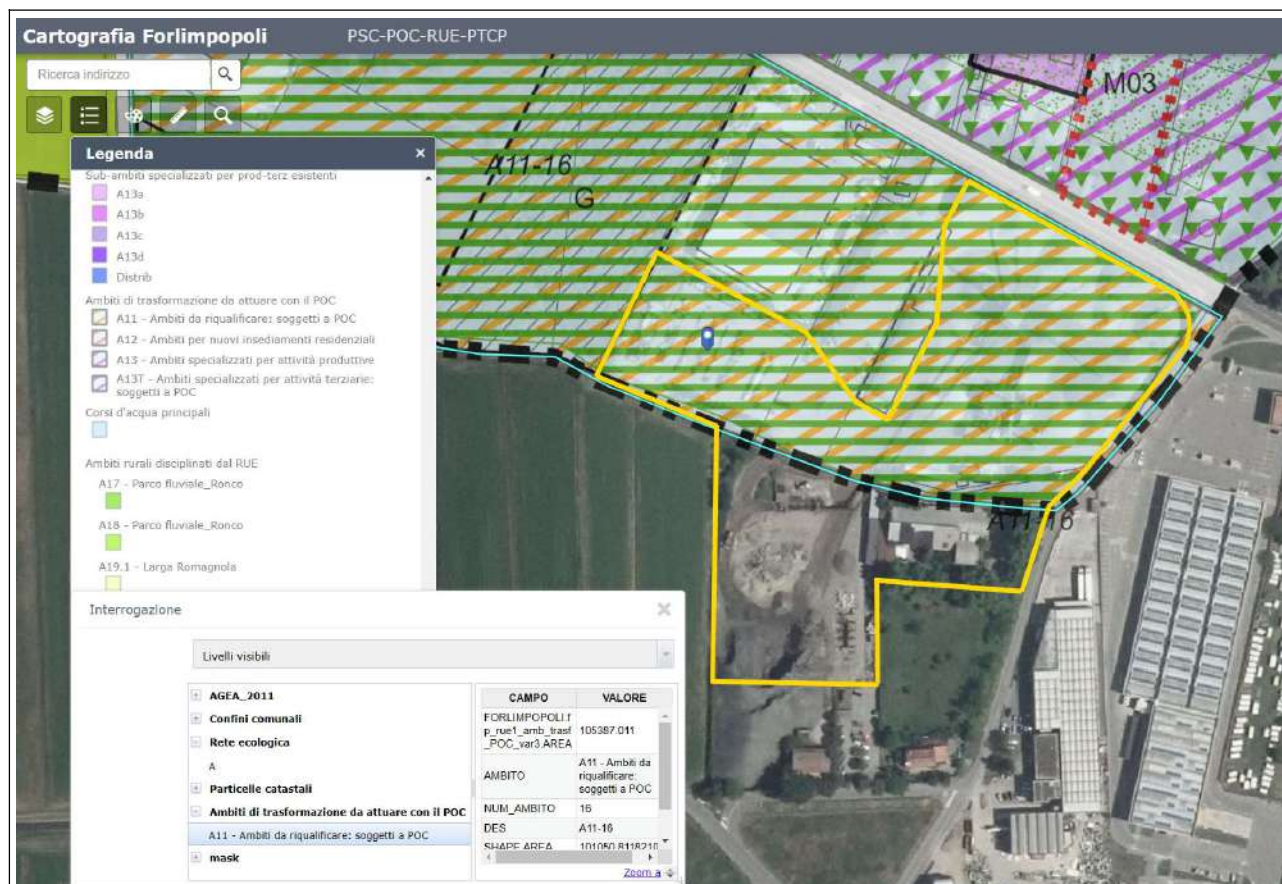 Cartografia Forlimpopoli PSC-POC-RUE-PTCP
Ricerca indirizzo
M03
A11-16
G
Legenda
Sub-ambiti specializzati per prod-terz esistenti
A13a
A13b
A13c
A13d
Distrib
Ambiti di trasformazione da attuare con il POC
A11 - Ambiti da riqualificare: soggetti a POC
A12 - Ambiti per nuovi insediamenti residenziali
A13 - Ambiti specializzati per attività produttive
A13T - Ambiti specializzati per attività terziarie:
soggetti a POC
Corsi d'acqua principali
Ambiti rurali disciplinati dal RUE
A17 - Parco fluviale_Ronco
A18 - Parco fluviale_Ronco
A19.1 - Larga Romagnola
A11-16
Interrogazione
Livelli visibili
AGEA_2011
Confini comunali
Rete ecologica
A
Particelle catastali
Ambiti di trasformazione da attuare con il POC
A11 - Ambiti da riqualificare: soggetti a POC
mask
CAMPO VALORE
FORLIMPOPOLI.f
p_rue1_amb_trasf 105387.011
_POC_var3.AREA
A11 - Ambiti da
AMBITO riqualificare:
soggetti a POC
NUM_AMBITO 16
DES A11-16
SHAPE.AREA 101050.8118210
Zoom a